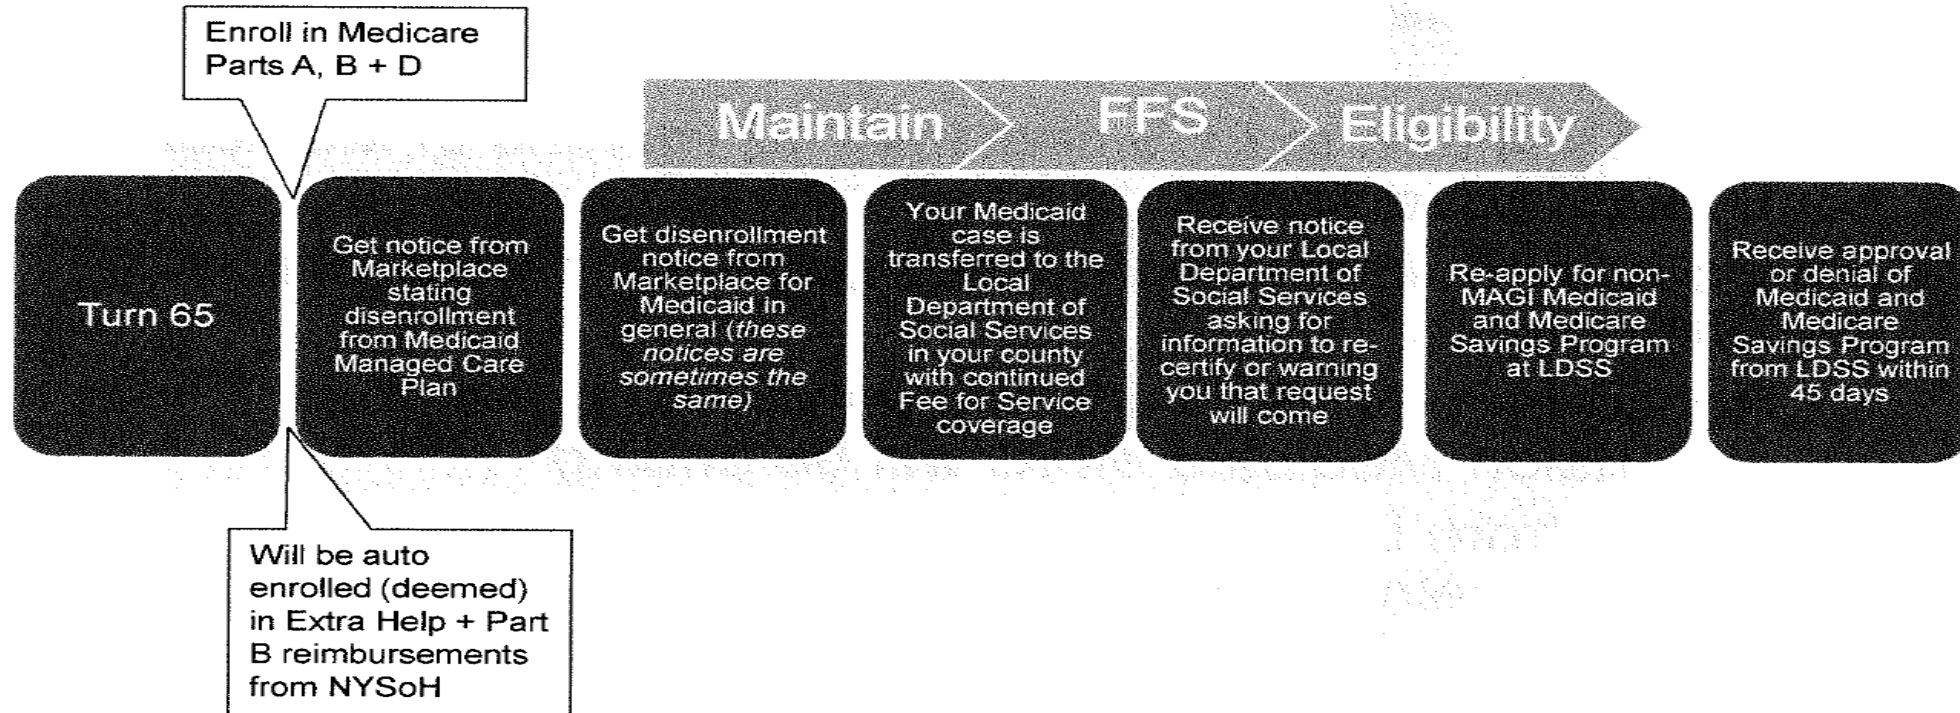 Enroll in Medicare
Parts A, B + D
Maintain
FFS
Eligibility
Turn 65
Get notice from
Marketplace
stating
disenrollment
from Medicaid
Managed Care
Plan
Get disenrollment
notice from
Marketplace for
Medicaid in
general (these
notices are
sometimes the
same)
Your Medicaid
case is
transferred to the
Local
Department of
Social Services
in your county
with continued
Fee for Service
coverage
Receive notice
from your Local
Department of
Social Services
asking for
information to re-
certify or warning
you that request
will come
Re-apply for non-
MAGI Medicaid
and Medicare
Savings Program
at LDSS
Receive approval
or denial of
Medicaid and
Medicare
Savings Program
from LDSS within
45 days
Will be auto
enrolled (deemed)
in Extra Help + Part
B reimbursements
from NYSoH